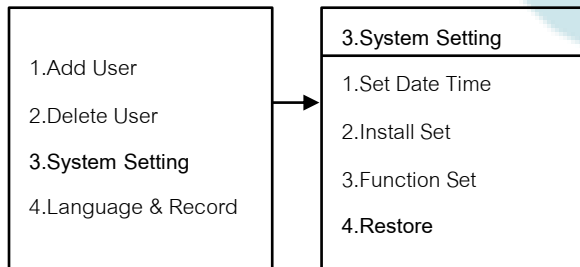 1.Add User
2.Delete User
3.System Setting
4.Language & Record
3.System Setting
1.Set Date Time
2.Install Set
3.Function Set
4.Restore